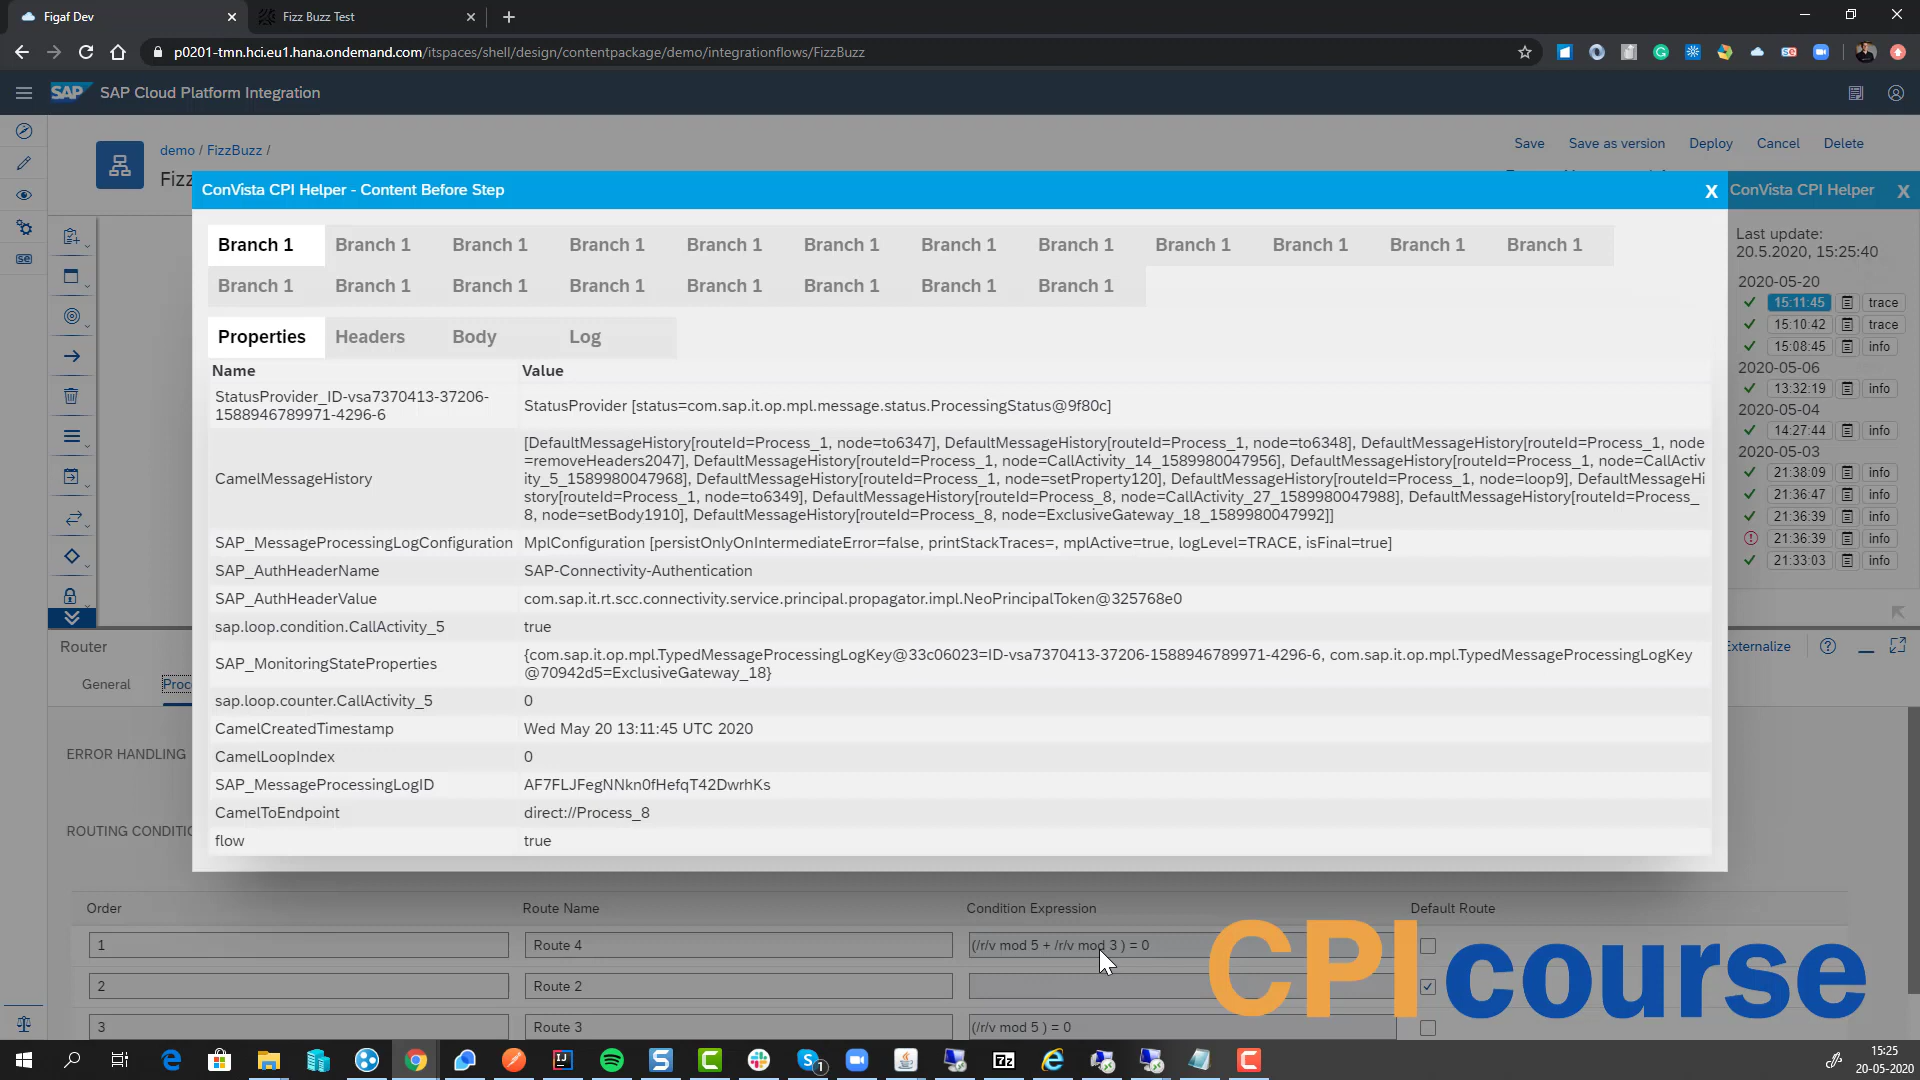 Figaf Dev
Fizz Buzz Test
p0201-tmn.hci.eu1.hana.ondemand.com/itspaces/shell/design/contentpackage/demo/integrationflows/FizzBuzz
SAP SAP Cloud Platform Integration
demo / FizzBuzz /
Save Save as version Deploy Cancel Delete
Fizz
ConVista CPI Helper - Content Before Step X
ConVista CPI Helper X
Last update:
20.5.2020, 15:25:40
2020-05-20
15:11:45 trace
15:10:42 trace
15:08:45 info
2020-05-06
13:32:19 info
2020-05-04
14:27:44 info
2020-05-03
21:38:09 info
21:36:47 info
21:36:39 info
21:36:39 info
21:33:03 info
Branch 1 Branch 1 Branch 1 Branch 1 Branch 1 Branch 1 Branch 1 Branch 1 Branch 1 Branch 1 Branch 1 Branch 1
Branch 1 Branch 1 Branch 1 Branch 1 Branch 1 Branch 1 Branch 1 Branch 1
Properties Headers Body Log
Name Value
StatusProvider_ID-vsa7370413-37206-
1588946789971-4296-6
StatusProvider [status=com.sap.it.op.mpl.message.status.ProcessingStatus@9f80c]
CamelMessageHistory
[DefaultMessageHistory[routeId=Process_1, node=to6347], DefaultMessageHistory[routeId=Process_1, node=to6348], DefaultMessageHistory[routeId=Process_1, node
=removeHeaders2047], DefaultMessageHistory[routeId=Process_1, node=CallActivity_14_1589980047956], DefaultMessageHistory[routeId=Process_1, node=CallActiv
ity_5_1589980047968], DefaultMessageHistory[routeId=Process_1, node=setProperty120], DefaultMessageHistory[routeId=Process_1, node=loop9], DefaultMessageHi
story[routeId=Process_1, node=to6349], DefaultMessageHistory[routeId=Process_8, node=CallActivity_27_1589980047988], DefaultMessageHistory[routeId=Process_
8, node=setBody1910], DefaultMessageHistory[routeId=Process_8, node=ExclusiveGateway_18_1589980047992]]
SAP_MessageProcessingLogConfiguration MplConfiguration [persistOnlyOnIntermediateError=false, printStackTraces=, mplActive=true, logLevel=TRACE, isFinal=true]
SAP_AuthHeaderName SAP-Connectivity-Authentication
SAP_AuthHeaderValue com.sap.it.rt.scc.connectivity.service.principal.propagator.impl.NeoPrincipalToken@325768e0
sap.loop.condition.CallActivity_5 true
SAP_MonitoringStateProperties
{com.sap.it.op.mpl.TypedMessageProcessingLogKey@33c06023=ID-vsa7370413-37206-1588946789971-4296-6, com.sap.it.op.mpl.TypedMessageProcessingLogKey
@70942d5=ExclusiveGateway_18}
sap.loop.counter.CallActivity_5 0
CamelCreatedTimestamp Wed May 20 13:11:45 UTC 2020
CamelLoopIndex 0
SAP_MessageProcessingLogID AF7FLJFegNNkn0fHefqT42DwrhKs
CamelToEndpoint direct://Process_8
flow true
Router
Externalize
General Proc
ERROR HANDLING
ROUTING CONDITIO
Order Route Name Condition Expression Default Route
1 Route 4 (/r/v mod 5 + /r/v mod 3 ) = 0
2 Route 2
3 Route 3 (/r/v mod 5 ) = 0
CPI course
15:25
20-05-2020